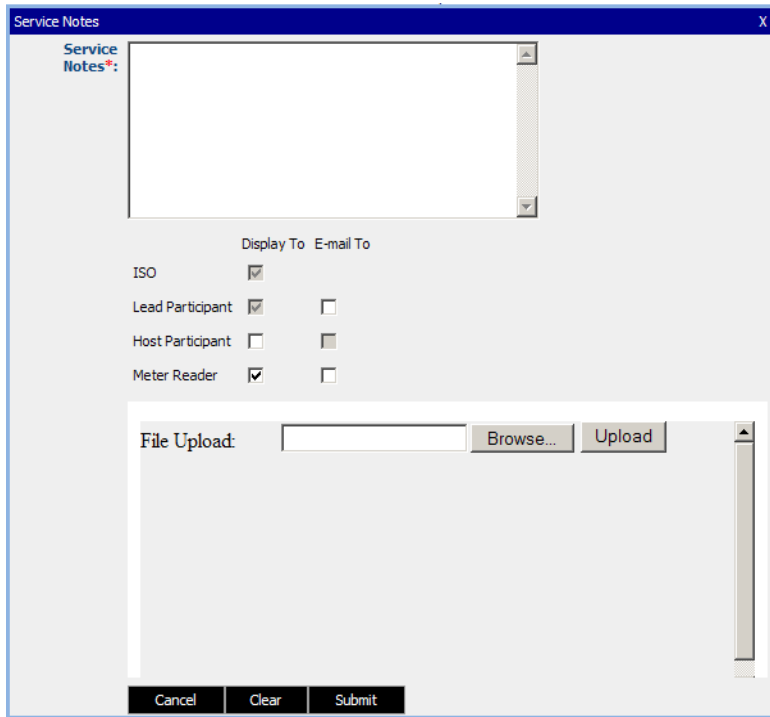 Service Notes X
Service
Notes*:
Display To E-mail To
ISO
Lead Participant
Host Participant
Meter Reader
File Upload: Browse... Upload
Cancel Clear Submit